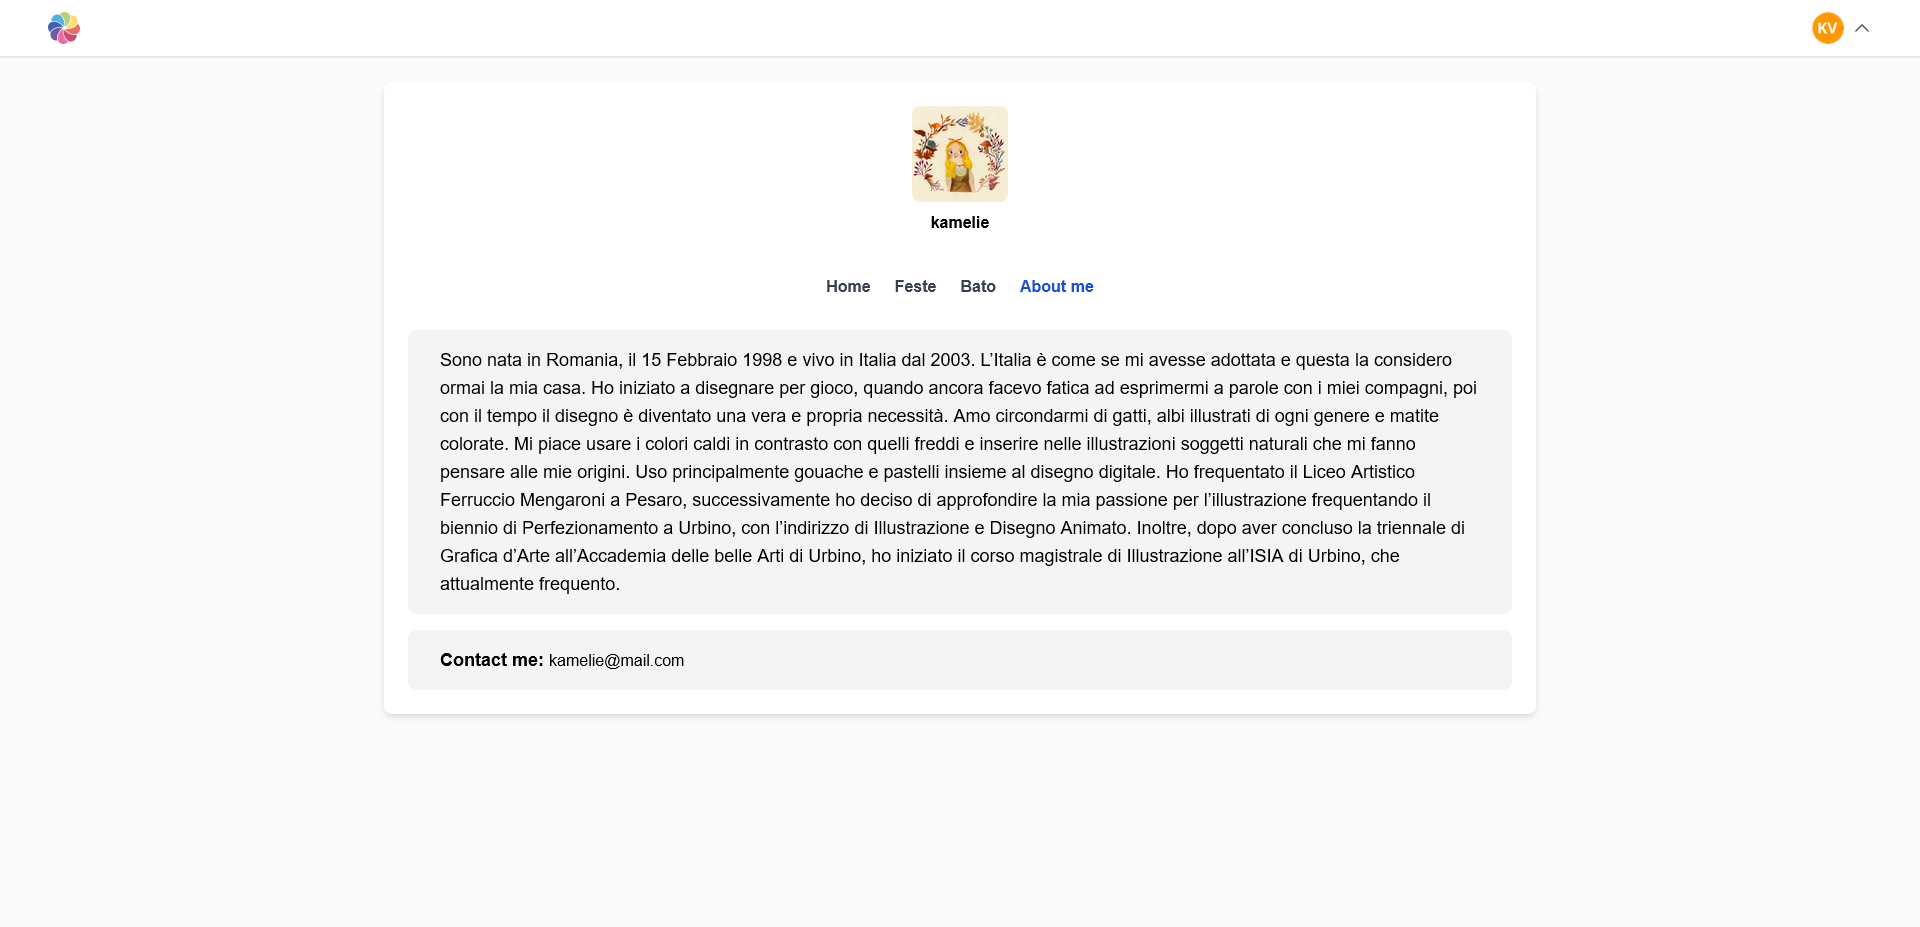 KV
kamelie
Home Feste Bato About me
Sono nata in Romania, il 15 Febbraio 1998 e vivo in Italia dal 2003. L’Italia è come se mi avesse adottata e questa la considero
ormai la mia casa. Ho iniziato a disegnare per gioco, quando ancora facevo fatica ad esprimermi a parole con i miei compagni, poi
con il tempo il disegno è diventato una vera e propria necessità. Amo circondarmi di gatti, albi illustrati di ogni genere e matite
colorate. Mi piace usare i colori caldi in contrasto con quelli freddi e inserire nelle illustrazioni soggetti naturali che mi fanno
pensare alle mie origini. Uso principalmente gouache e pastelli insieme al disegno digitale. Ho frequentato il Liceo Artistico
Ferruccio Mengaroni a Pesaro, successivamente ho deciso di approfondire la mia passione per l’illustrazione frequentando il
biennio di Perfezionamento a Urbino, con l’indirizzo di Illustrazione e Disegno Animato. Inoltre, dopo aver concluso la triennale di
Grafica d’Arte all’Accademia delle belle Arti di Urbino, ho iniziato il corso magistrale di Illustrazione all’ISIA di Urbino, che
attualmente frequento.
Contact me: kamelie@mail.com